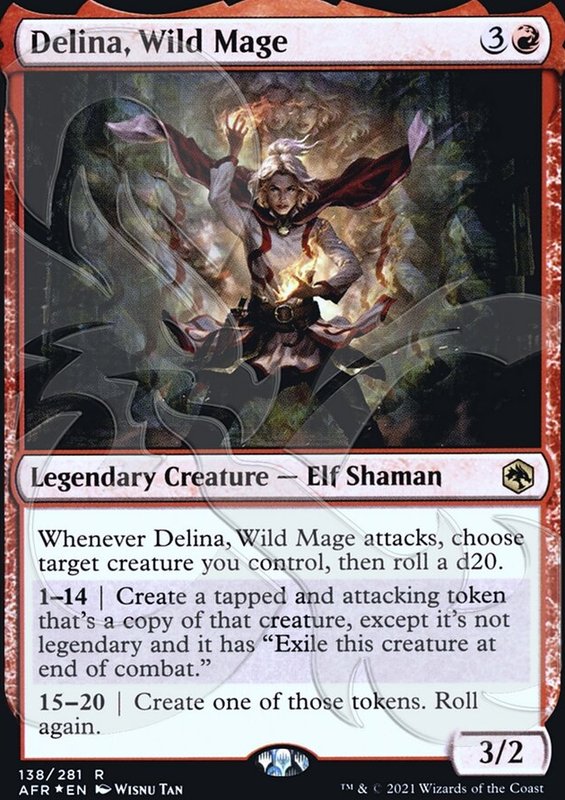 Delina, Wild Mage 3
Legendary Creature — Elf Shaman
Whenever Delina, Wild Mage attacks, choose
target creature you control, then roll a d20.
1–14 | Create a tapped and attacking token
that's a copy of that creature, except it's not
legendary and it has “Exile this creature at
end of combat.”
15–20 | Create one of those tokens. Roll
again.
3/2
138/281 R
AFR ★ EN Wisnu Tan
™ & © 2021 Wizards of the Coast